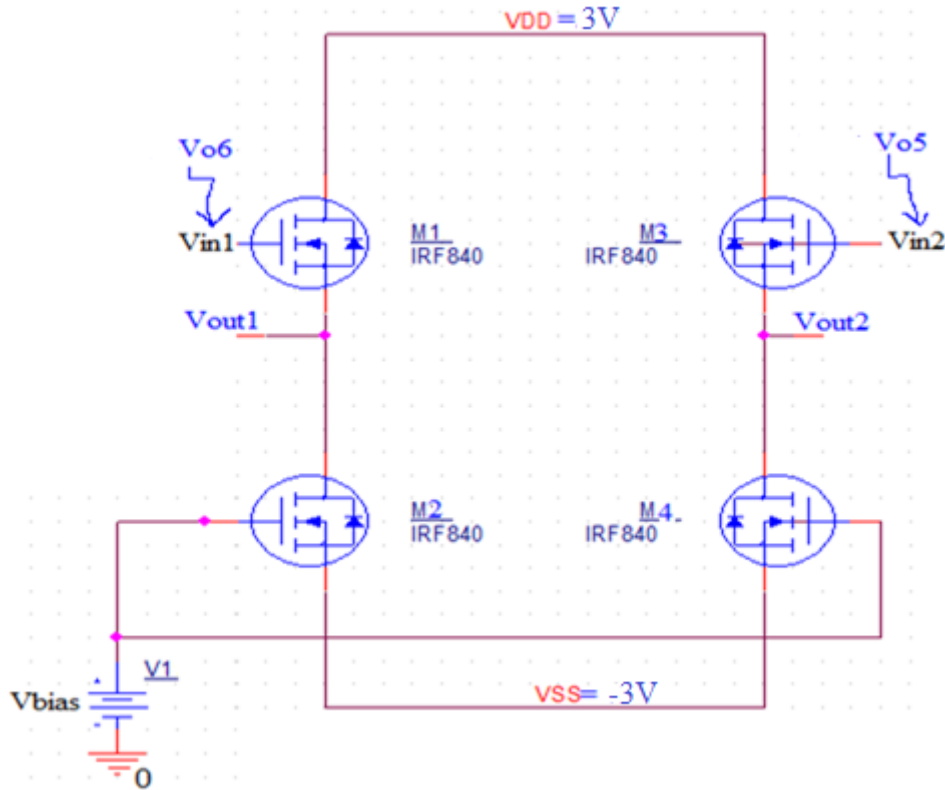 VDD = 3V
Vo6
Vo5
Vin1
M1
IRF840
M3
IRF840
Vin2
Vout1
Vout2
M2
IRF840
M4
IRF840
V1
Vbias
VSS= -3V
0